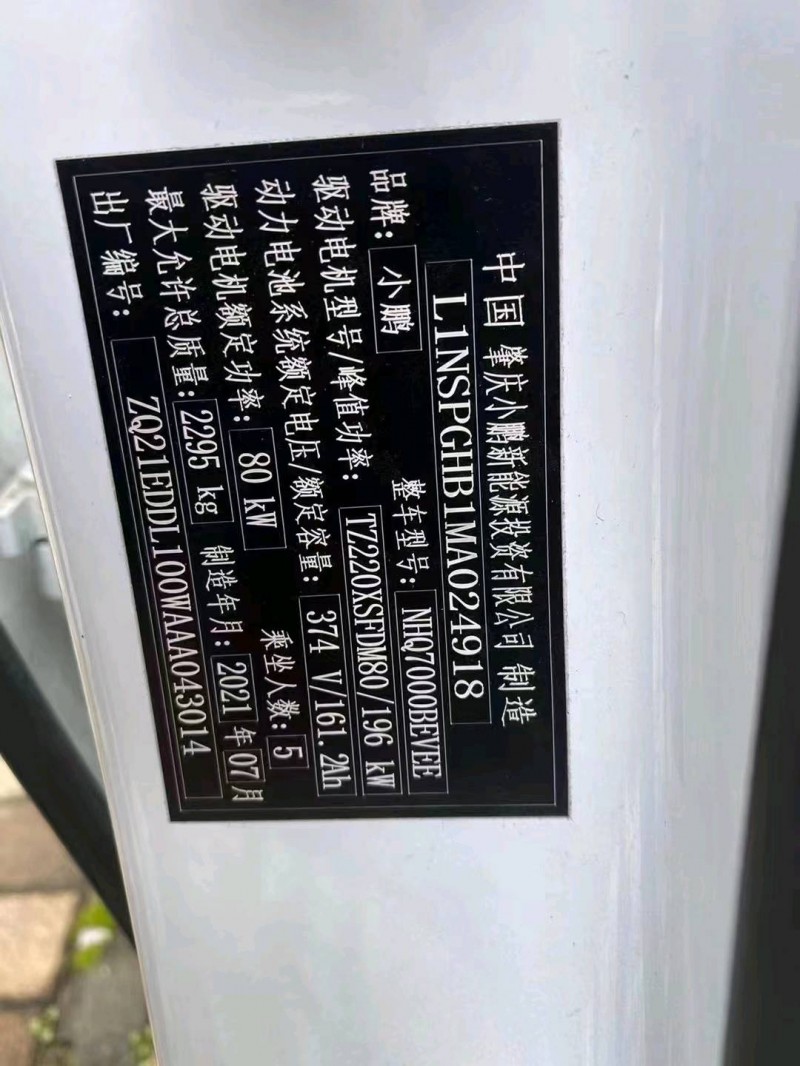 中国 肇庆小鹏新能源投资有限公司 制造
L1NSPGHB1MA024918
品牌: 小鹏 整车型号: NHQ7000BEVEE
驱动电机型号/峰值功率: TZ220XSFDM80/196 kW
动力电池系统额定电压/额定容量: 374 V/161.2Ah
驱动电机额定功率: 80 kW 乘坐人数: 5
最大允许总质量: 2295 kg 制造年月: 2021 年 07 月
出厂编号: ZQ21EDDL100WAAA043014